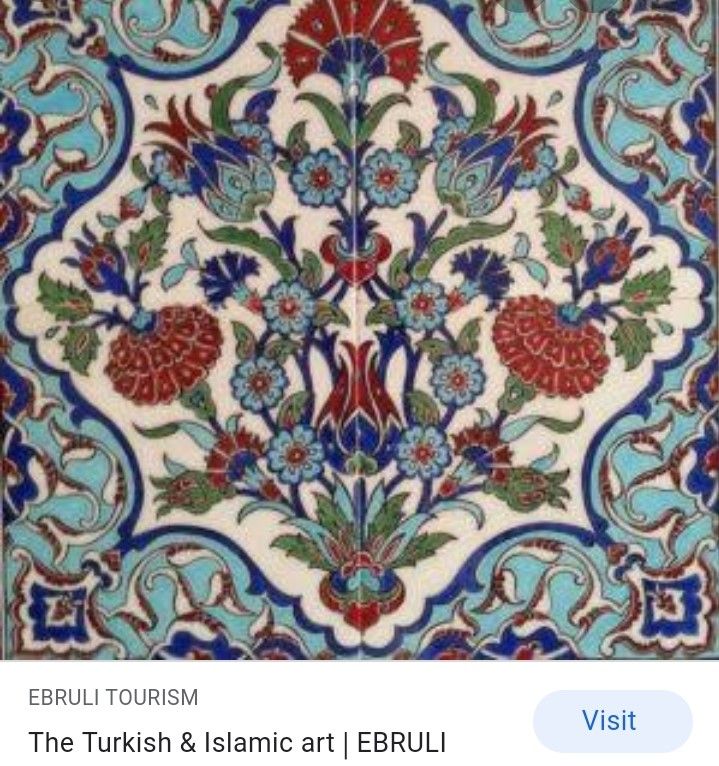 EBRULI TOURISM
The Turkish & Islamic art | EBRULI
Visit